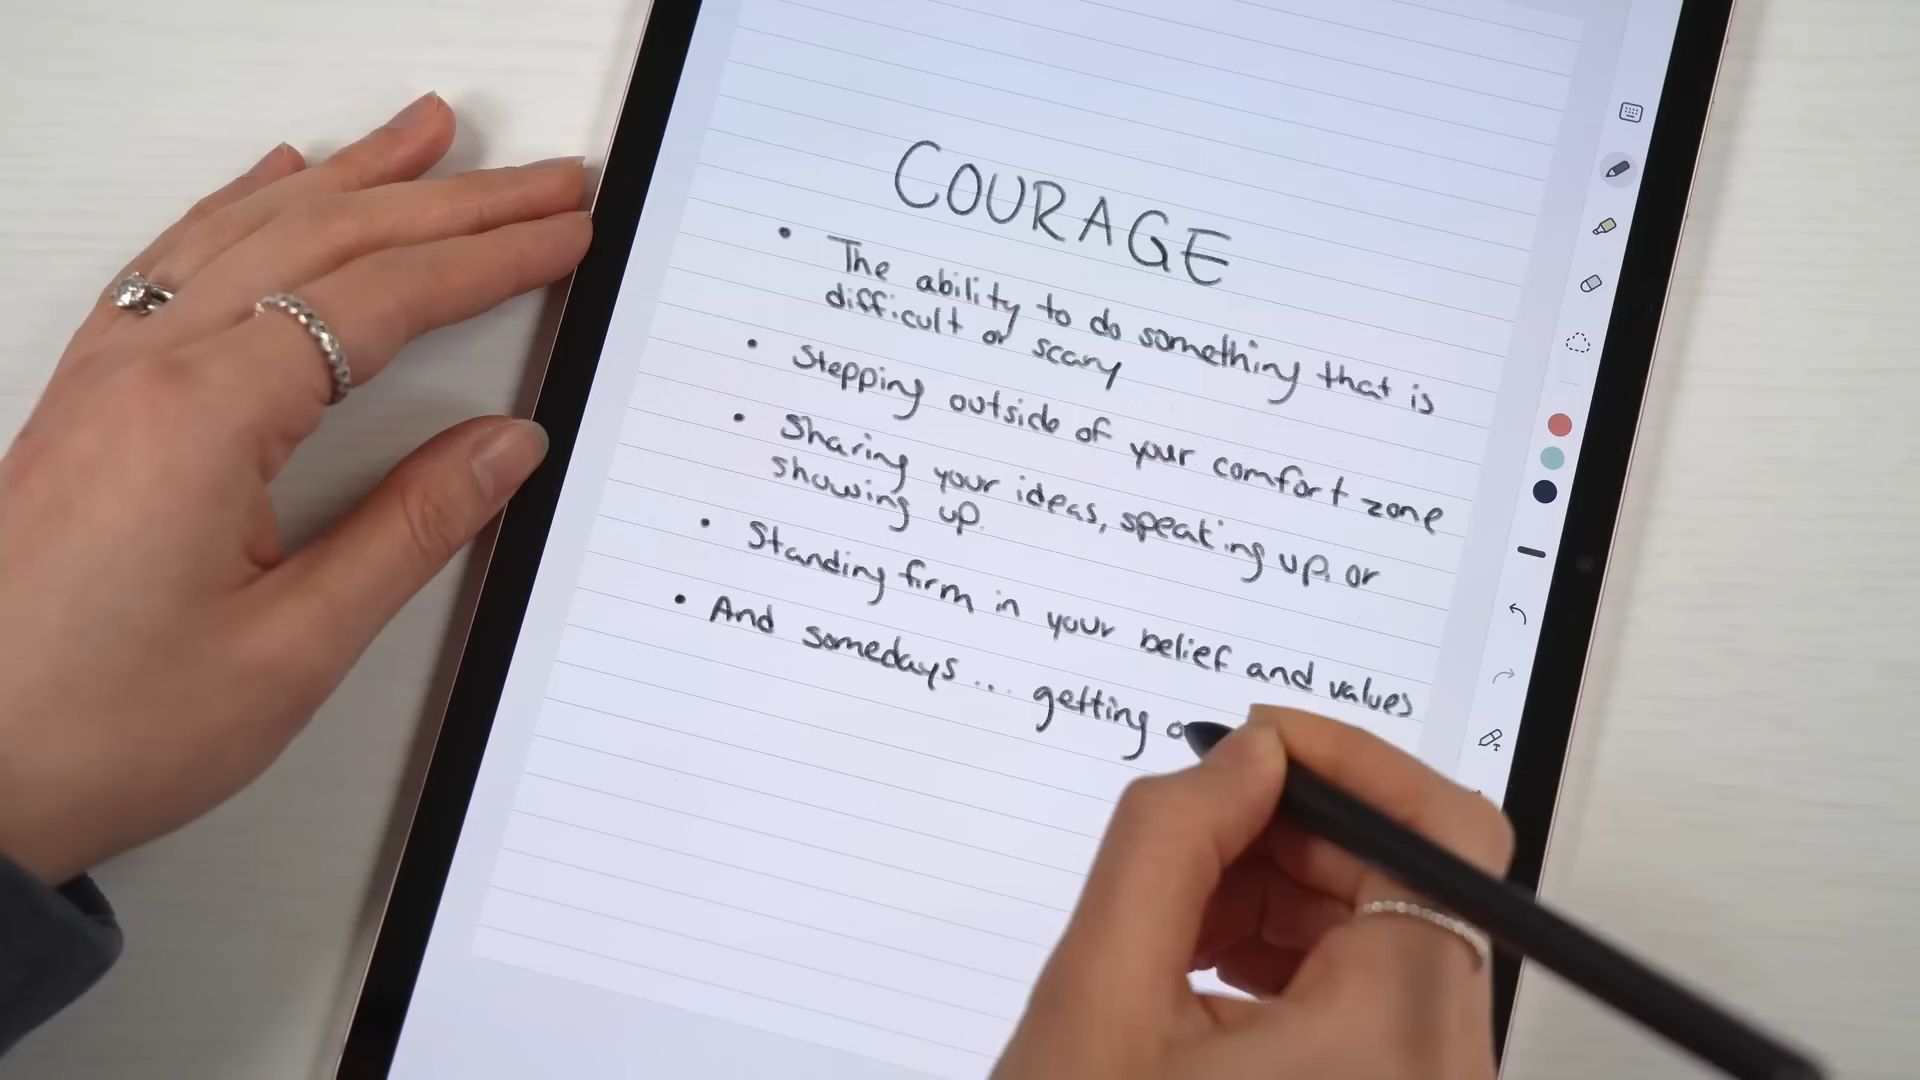 COURAGE
• The ability to do something that is
difficult or scary
• Stepping outside of your comfort zone
• Sharing your ideas, speaking up, or
showing up.
• Standing firm in your belief and values
• And somedays... getting o